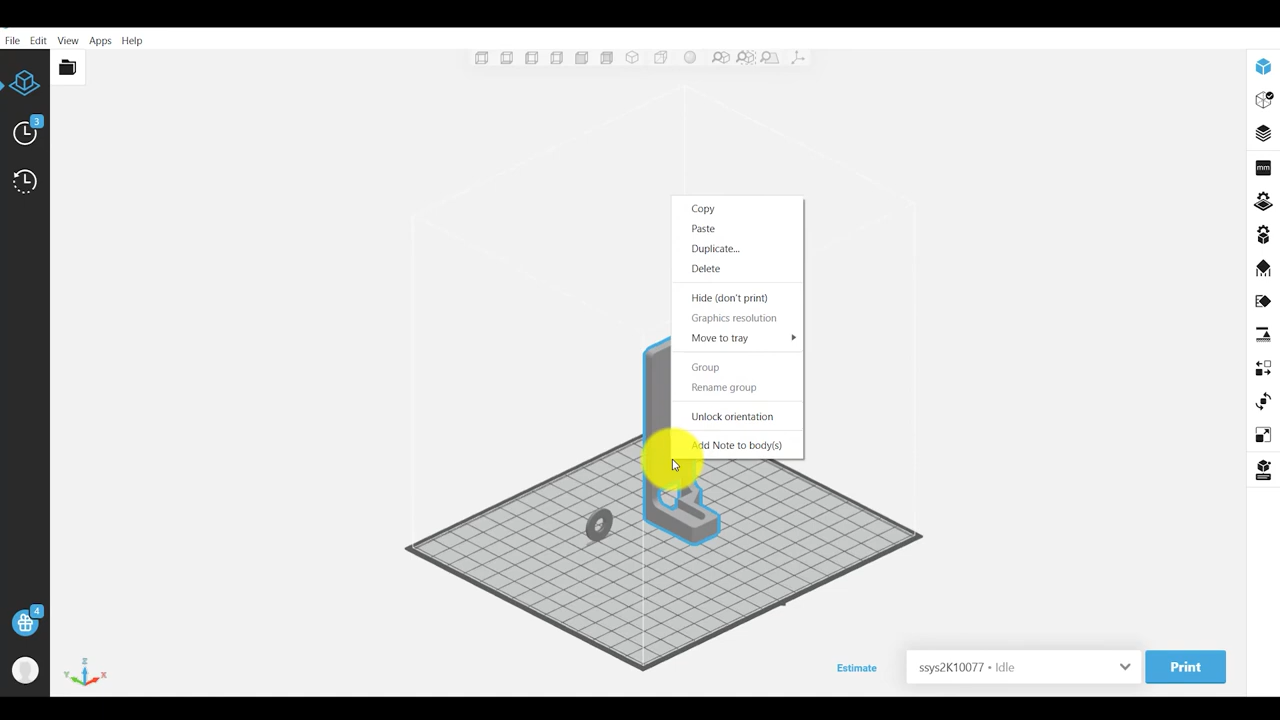 File Edit View Apps Help
3
mm
Copy
Paste
Duplicate...
Delete
Hide (don't print)
Graphics resolution
Move to tray
Group
Rename group
Unlock orientation
Add Note to body(s)
4
Z
Y X
Estimate
ssys2K10077 • Idle
Print